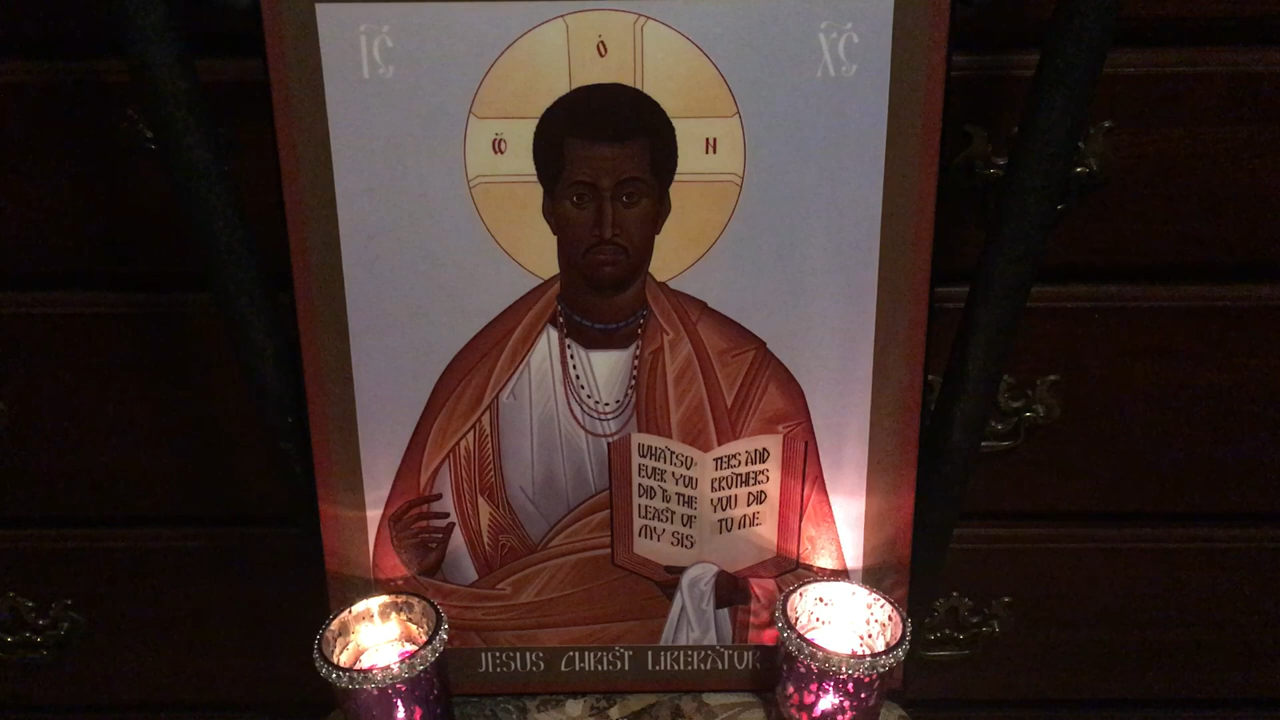 IC XC
Ὁ
Ѽ N
WHATSO-
EVER YOU
DID To THE
LEAST OF
MY SIS-
TERS AND
BROTHERS
YOU DID
TO ME.
JESUS CHRIST LIBERATOR